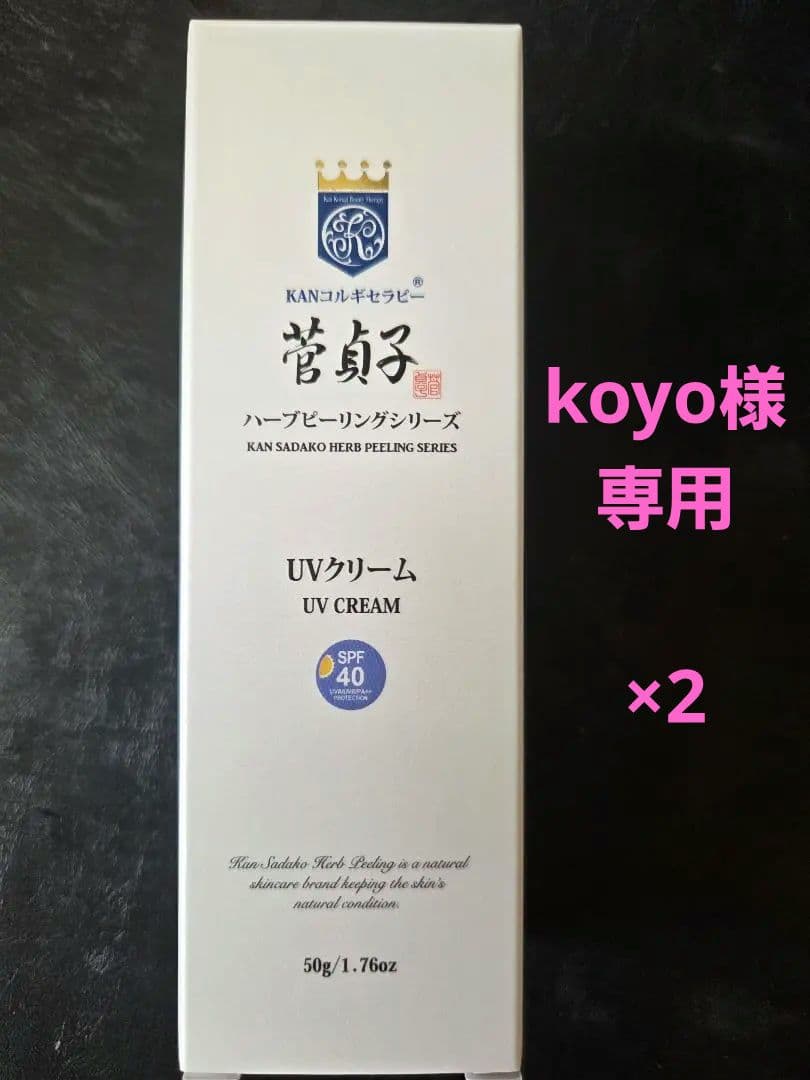 KANコルギセラピー®
菅貞子
ハーブピーリングシリーズ
KAN SADAKO HERB PEELING SERIES
UVクリーム
UV CREAM
SPF
40
PROTECTION
Kan Sadako Herb Peeling is a natural
skincare brand keeping the skin's
natural condition.
50g/1.76oz
koyo様
専用
×2